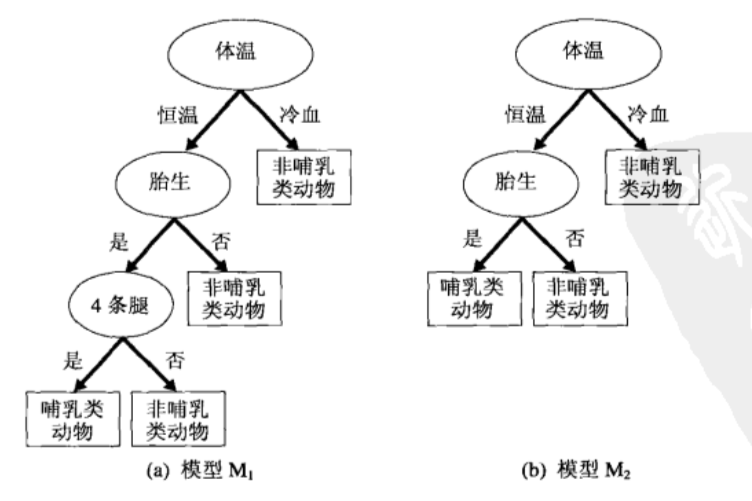 体温
恒温
冷血
胎生
非哺乳
类动物
是
否
4 条腿
非哺乳
类动物
是
否
哺乳类
动物
非哺乳
类动物
(a) 模型 M₁
体温
恒温
冷血
胎生
非哺乳
类动物
是
否
哺乳类
动物
非哺乳
类动物
(b) 模型 M₂